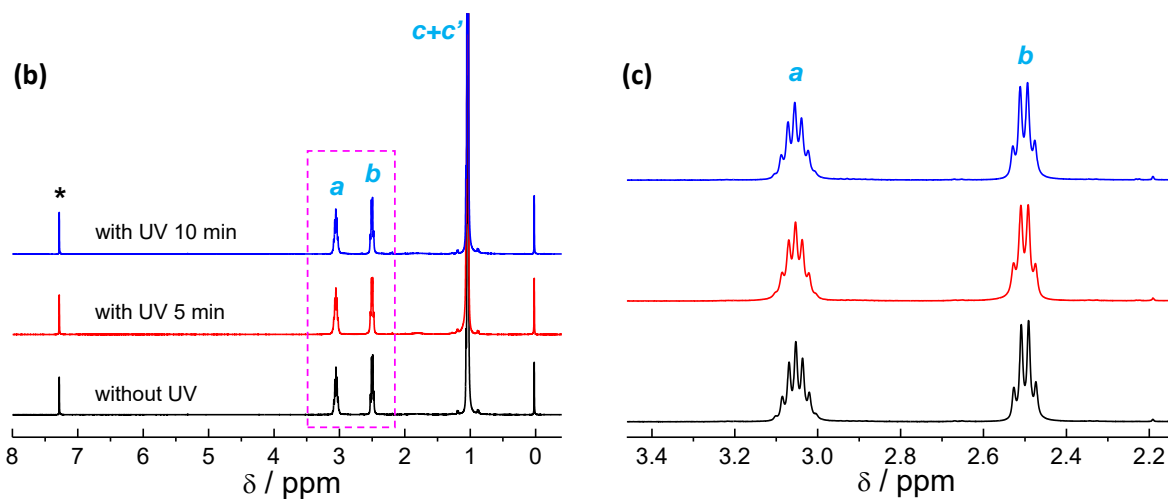 (b)
c+c’
*
a
b
with UV 10 min
with UV 5 min
without UV
8 7 6 5 4 3 2 1 0
δ / ppm
(c)
a
b
3.4 3.2 3.0 2.8 2.6 2.4 2.2
δ / ppm